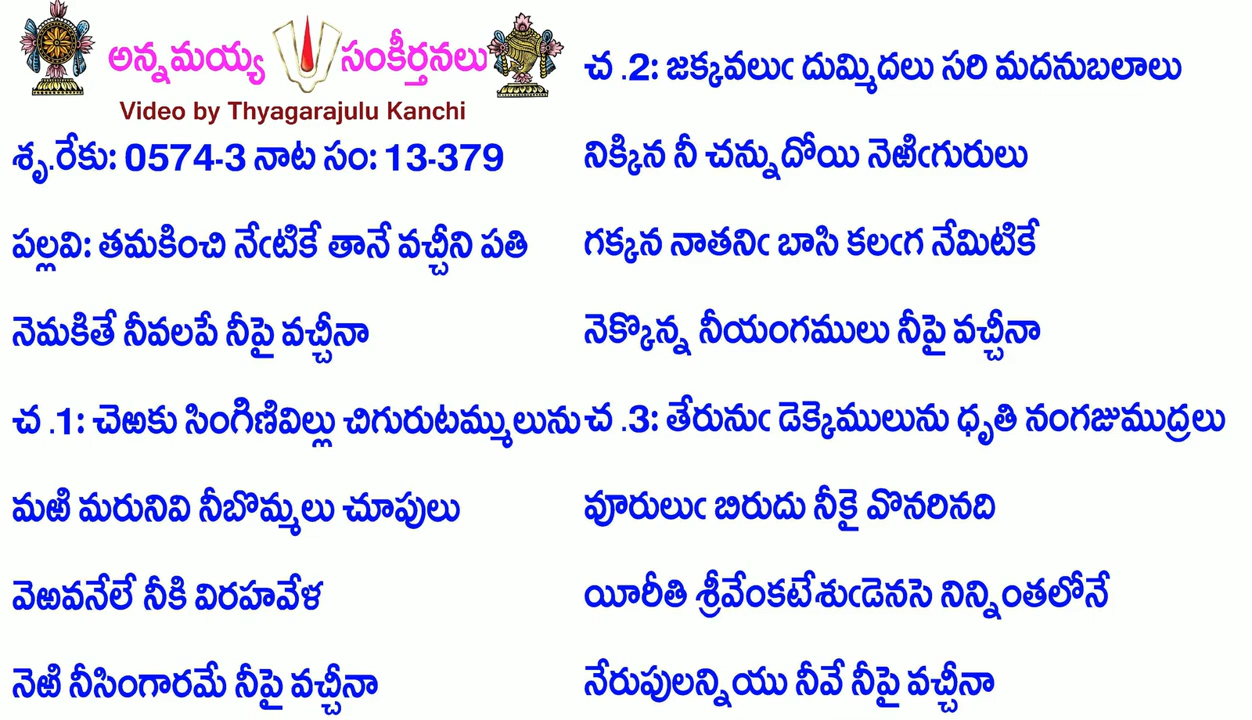 అన్నమయ్య సంకీర్తనలు
Video by Thyagarajulu Kanchi
శృ.రేకు: 0574-3 నాట సం: 13-379
పల్లవి: తమకించి నేఁటికే తానే వచ్చీని పతి
నెమకితే నీవలపే నీపై వచ్చీనా
చ .1: చెఱకు సింగిణివిల్లు చిగురుటమ్ములును
మఱి మరునివి నీబొమ్మలు చూపులు
వెఱవనేలే నీకి విరహవేళ
నెఱి నీసింగారమే నీపై వచ్చీనా
చ .2: జక్కవలుఁ దుమ్మిదలు సరి మదనుబలాలు
నిక్కిన నీ చన్నుదోయి నెఱిఁగురులు
గక్కన నాతనిఁ బాసి కలఁగ నేమిటికే
నెక్కొన్న నీయంగములు నీపై వచ్చీనా
చ .3: తేరునుఁ డెక్కెములును ధృతి నంగజుముద్రలు
వూరులుఁ బిరుదు నీకై వొనరినది
యీరీతి శ్రీవేంకటేశుఁడెనసె నిన్నింతలోనే
నేరుపులన్నియు నీవే నీపై వచ్చీనా